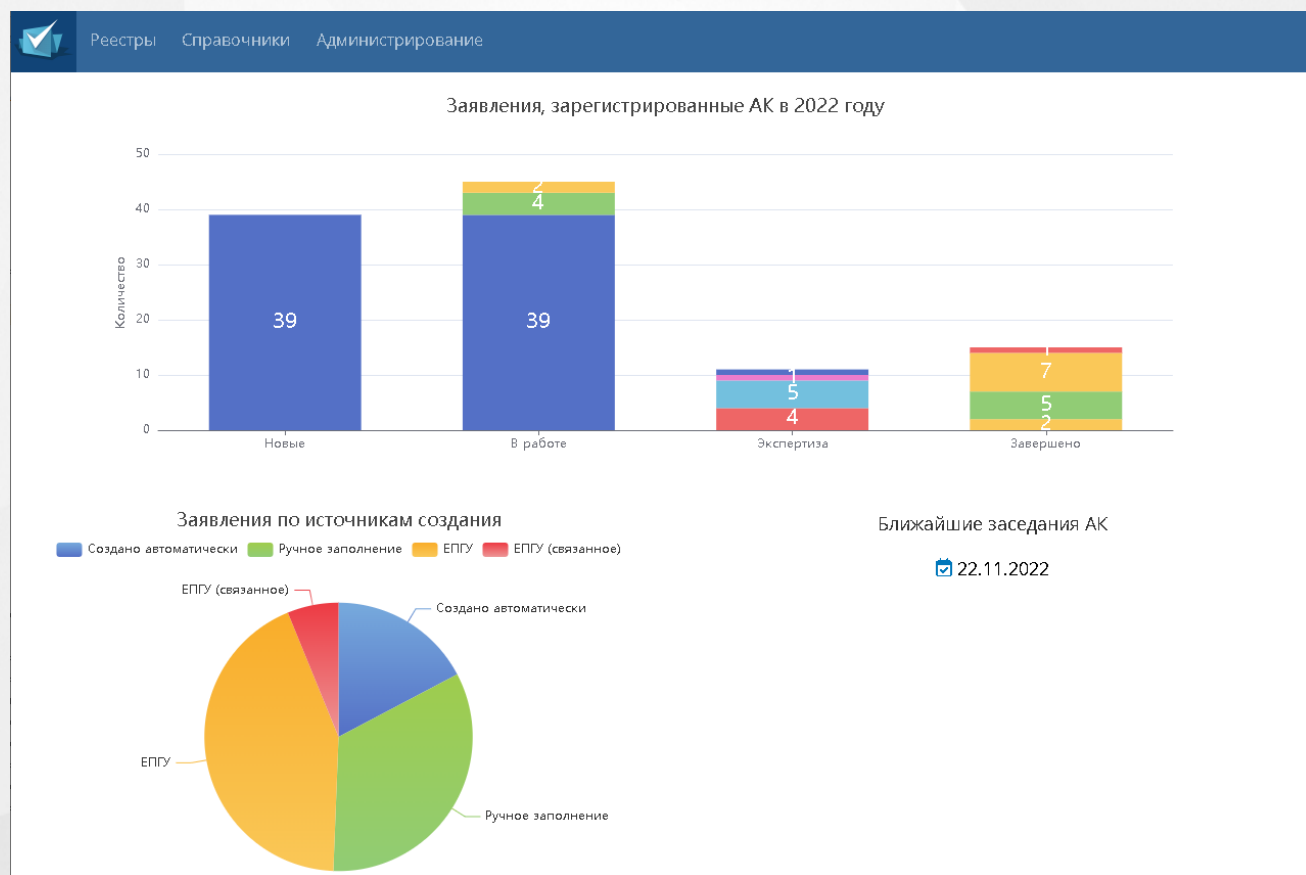 Реестры Справочники Администрирование
Заявления, зарегистрированные АК в 2022 году
Количество
50
40
30
20
10
0
39
2
4
39
1
1
5
4
1
7
5
2
Новые В работе Экспертиза Завершено
Заявления по источникам создания
Создано автоматически Ручное заполнение ЕПГУ ЕПГУ (связанное)
Ближайшие заседания АК
22.11.2022
ЕПГУ (связанное)
Создано автоматически
ЕПГУ
Ручное заполнение